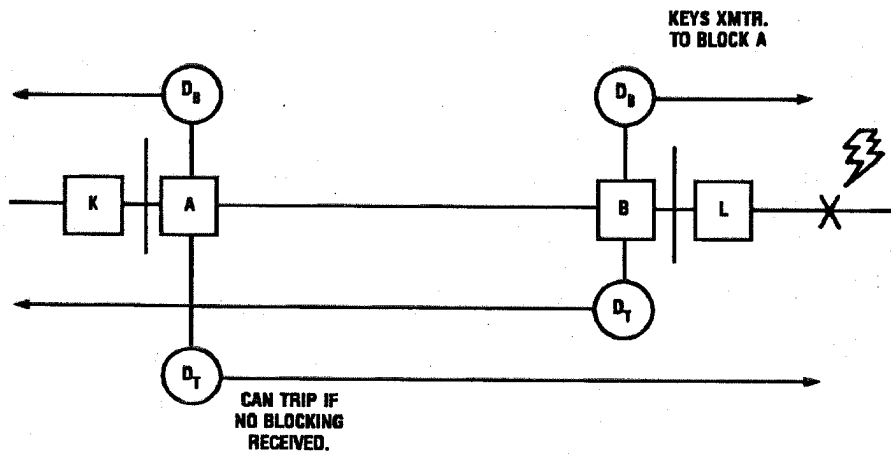 KEYS XMTR.
TO BLOCK A
D_B
D_B
K
A
B
L
D_T
D_T
CAN TRIP IF
NO BLOCKING
RECEIVED.